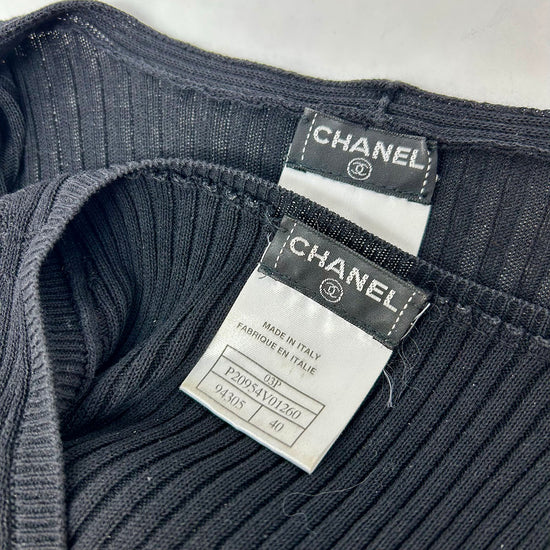 CHANEL
CHANEL
MADE IN ITALY
FABRIQUE EN ITALIE
03P
P20954V01260
94305 40